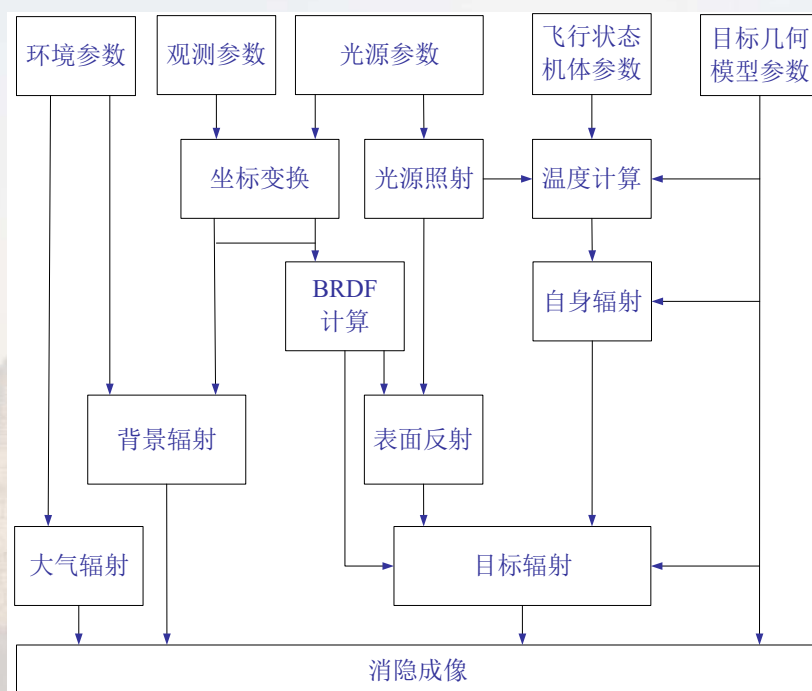 环境参数
观测参数
光源参数
飞行状态
机体参数
目标几何
模型参数
坐标变换
光源照射
温度计算
BRDF
计算
自身辐射
背景辐射
表面反射
大气辐射
目标辐射
消隐成像